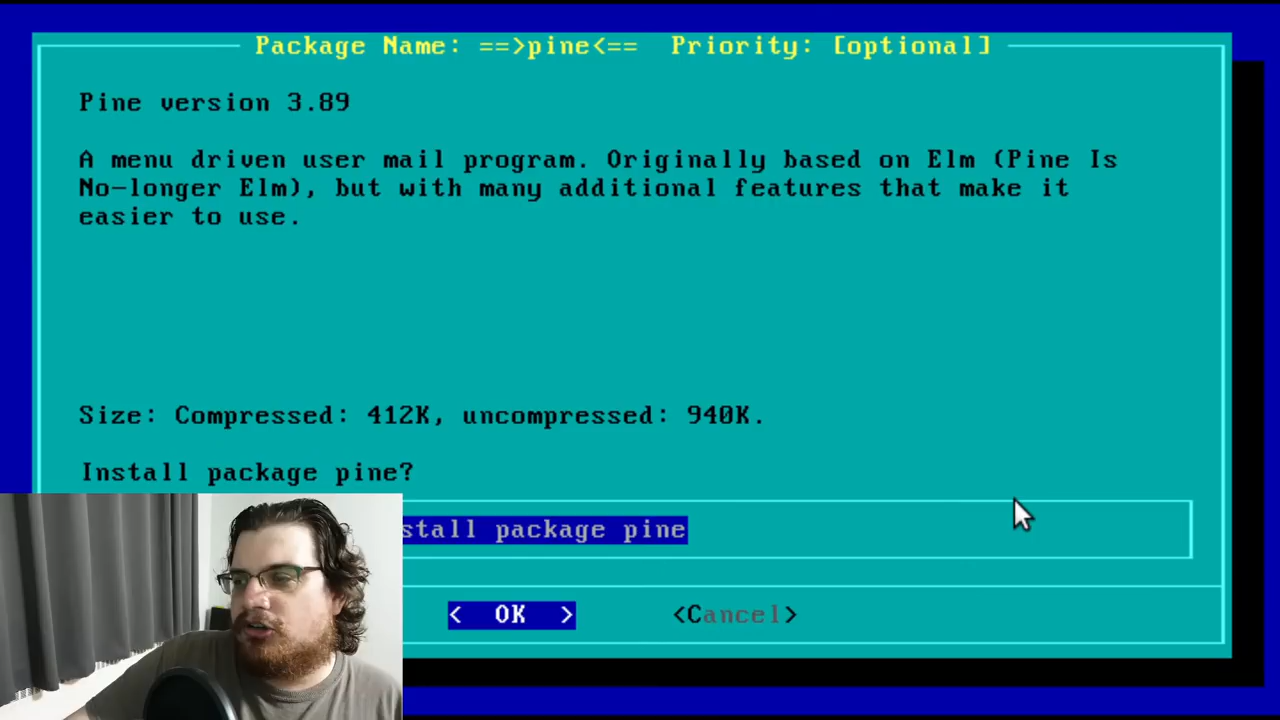 Package Name: ==>pine<== Priority: [optional]
Pine version 3.89
A menu driven user mail program. Originally based on Elm (Pine Is
No-longer Elm), but with many additional features that make it
easier to use.
Size: Compressed: 412K, uncompressed: 940K.
Install package pine?
stall package pine
< OK > <Cancel>